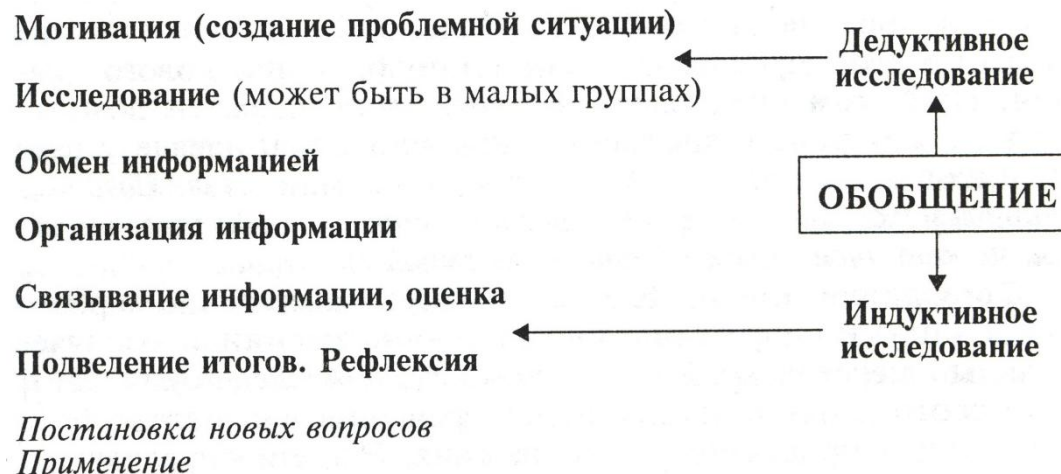 Мотивация (создание проблемной ситуации)
Исследование (может быть в малых группах)
Обмен информацией
Организация информации
Связывание информации, оценка
Подведение итогов. Рефлексия
Постановка новых вопросов
Применение
Дедуктивное
исследование
ОБОБЩЕНИЕ
Индуктивное
исследование